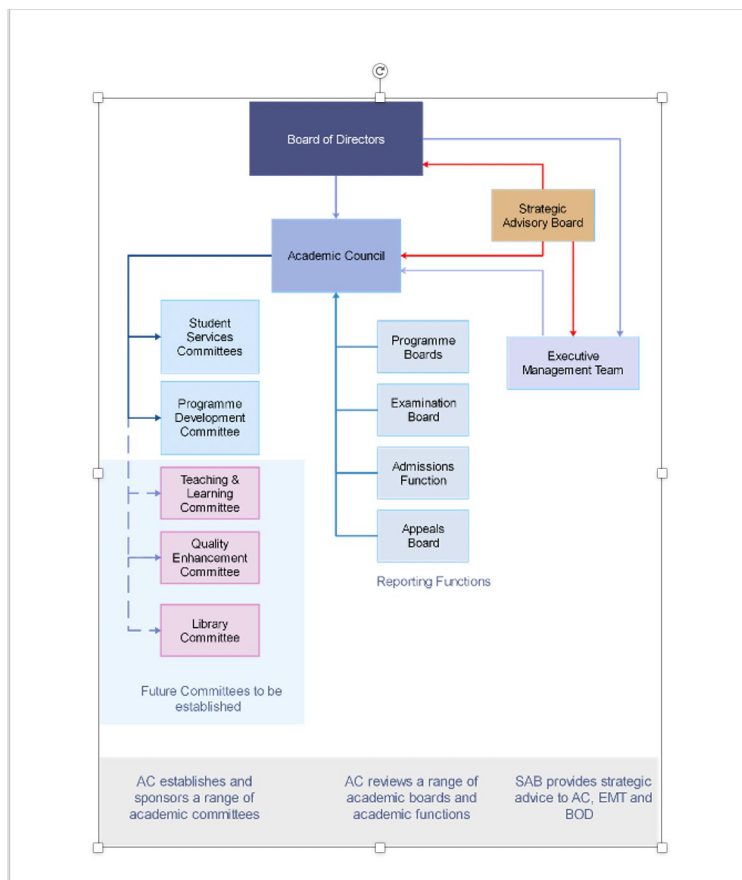 Board of Directors
Strategic
Advisory Board
Academic Council
Student
Services
Committees
Programme
Boards
Executive
Management Team
Programme
Development
Committee
Examination
Board
Teaching &
Learning
Committee
Admissions
Function
Quality
Enhancement
Committee
Appeals
Board
Reporting Functions
Library
Committee
Future Committees to be
established
AC establishes and
sponsors a range of
academic committees
AC reviews a range of
academic boards and
academic functions
SAB provides strategic
advice to AC, EMT and
BOD